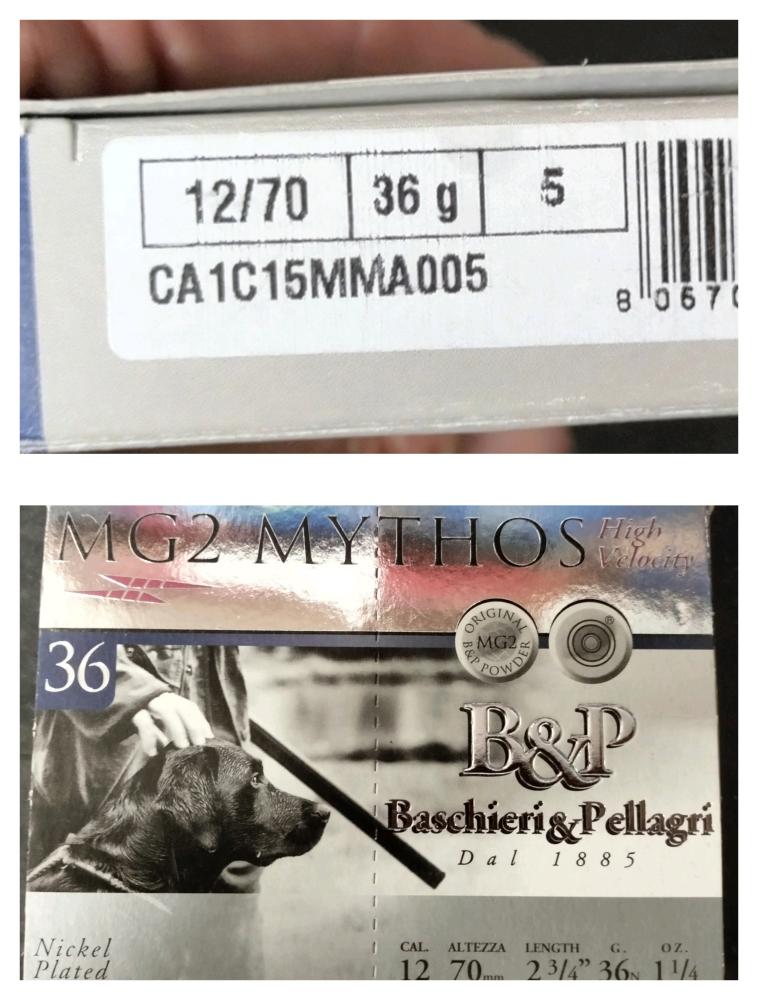 12/70 36 g 5
CA1C15MMA005
8 0570
MG2 MYTHOS High Velocity
ORIGINAL MG2 B&P POWDER
®
36
B&P
Baschieri & Pellagri
Dal 1885
Nickel
Plated
CAL. ALTEZZA LENGTH G. OZ.
12 70mm 2 3/4” 36N 1 1/4